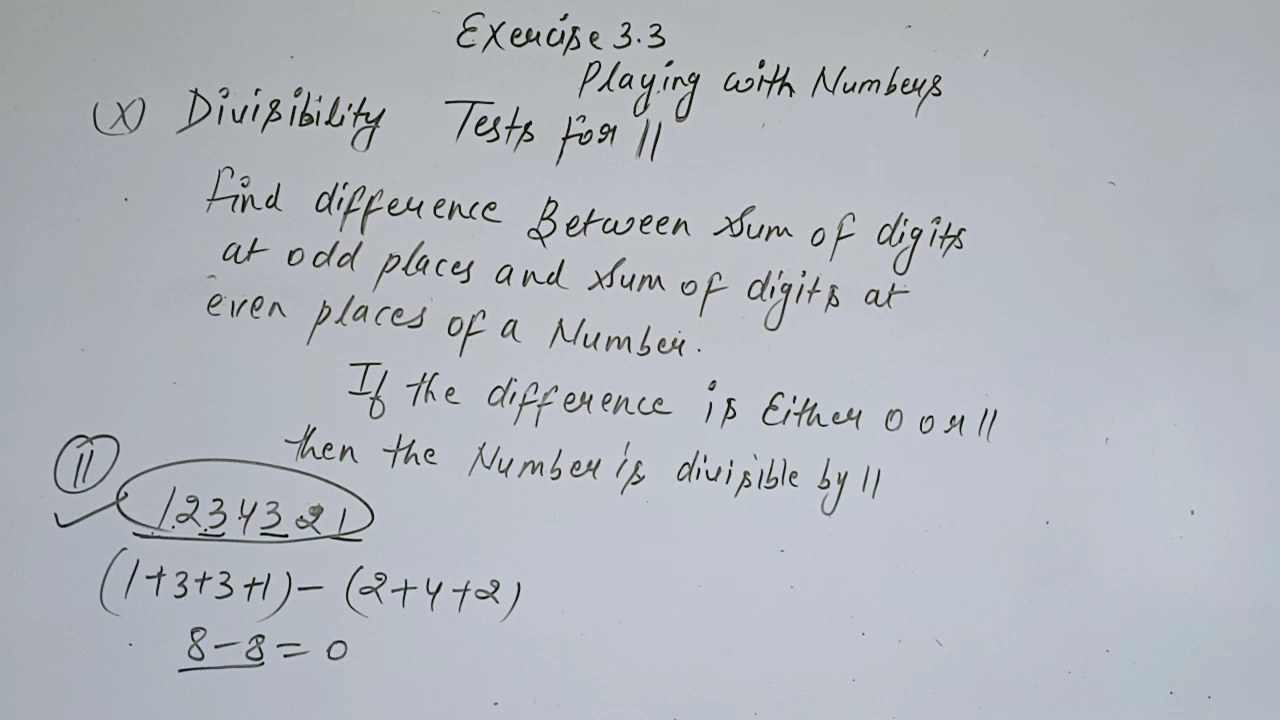 Exercise 3.3
Playing with Numbers
(X) Divisibility Tests for 11
find difference Between sum of digits
at odd places and sum of digits at
even places of a Number.
If the difference is Either 0 or 11
then the Number is divisible by 11
11
1234321
(1+3+3+1) - (2+4+2)
8-8=0